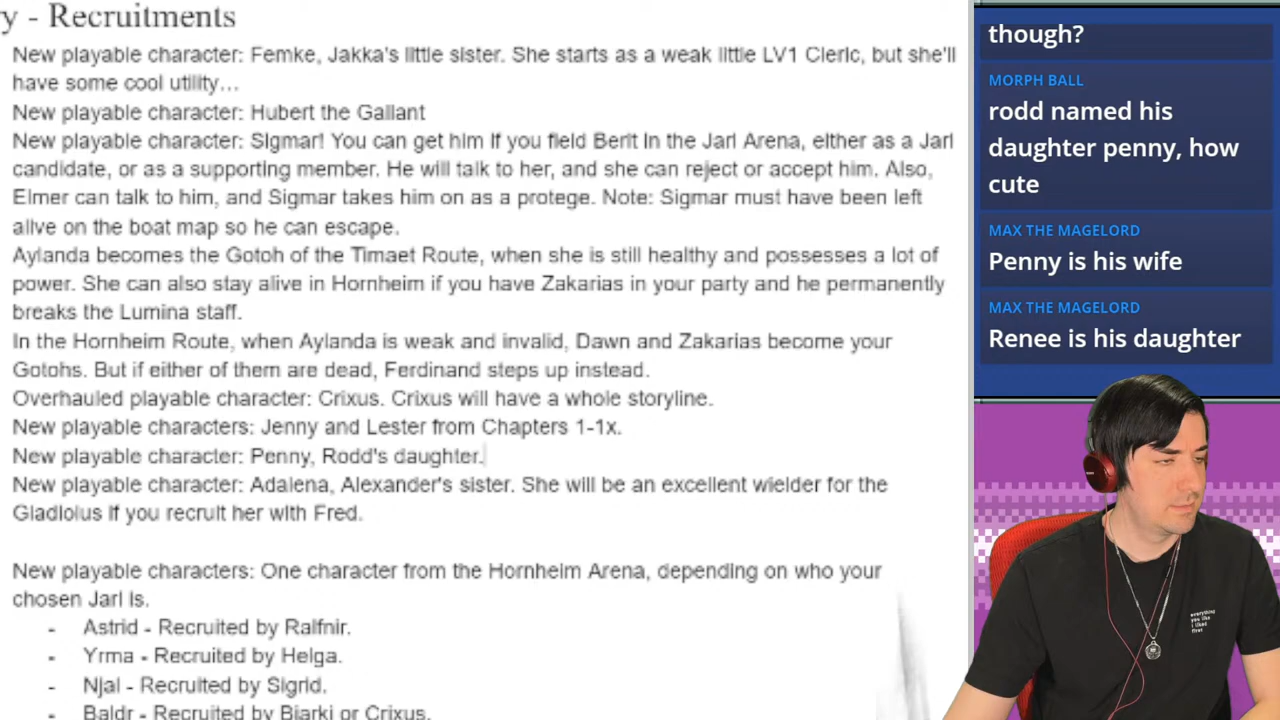 y - Recruitments
New playable character: Femke, Jakka's little sister. She starts as a weak little LV1 Cleric, but she'll
have some cool utility...
New playable character: Hubert the Gallant
New playable character: Sigmar! You can get him if you field Berit in the Jarl Arena, either as a Jarl
candidate, or as a supporting member. He will talk to her, and she can reject or accept him. Also,
Elmer can talk to him, and Sigmar takes him on as a protege. Note: Sigmar must have been left
alive on the boat map so he can escape.
Aylanda becomes the Gotoh of the Timaet Route, when she is still healthy and possesses a lot of
power. She can also stay alive in Hornheim if you have Zakarias in your party and he permanently
breaks the Lumina staff.
In the Hornheim Route, when Aylanda is weak and invalid, Dawn and Zakarias become your
Gotohs. But if either of them are dead, Ferdinand steps up instead.
Overhauled playable character: Crixus. Crixus will have a whole storyline.
New playable characters: Jenny and Lester from Chapters 1-1x.
New playable character: Penny, Rodd's daughter.
New playable character: Adalena, Alexander's sister. She will be an excellent wielder for the
Gladiolus if you recruit her with Fred.
New playable characters: One character from the Hornheim Arena, depending on who your
chosen Jarl is.
- Astrid - Recruited by Ralfnir.
- Yrma - Recruited by Helga.
- Njal - Recruited by Sigrid.
- Baldr - Recruited by Bjarki or Crixus.
though?
MORPH BALL
rodd named his
daughter penny, how
cute
MAX THE MAGELORD
Penny is his wife
MAX THE MAGELORD
Renee is his daughter
everything
you like
I liked
first